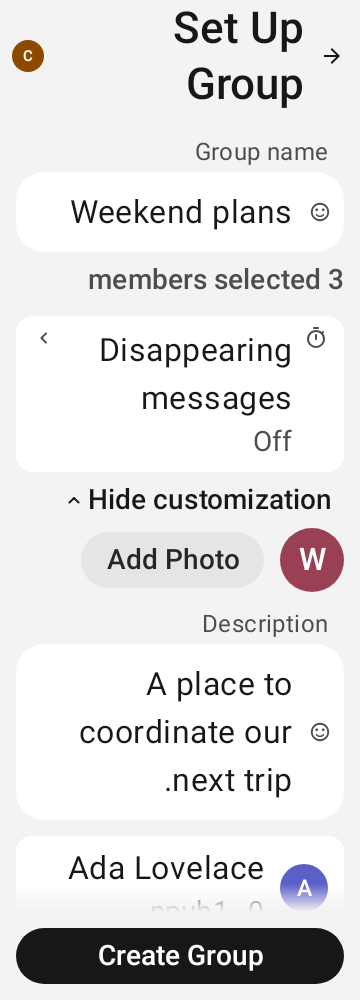 C
Set Up
Group
Group name
Weekend plans
members selected 3
Disappearing
messages
Off
Hide customization
Add Photo
W
Description
A place to
coordinate our
.next trip
Ada Lovelace
A
Create Group